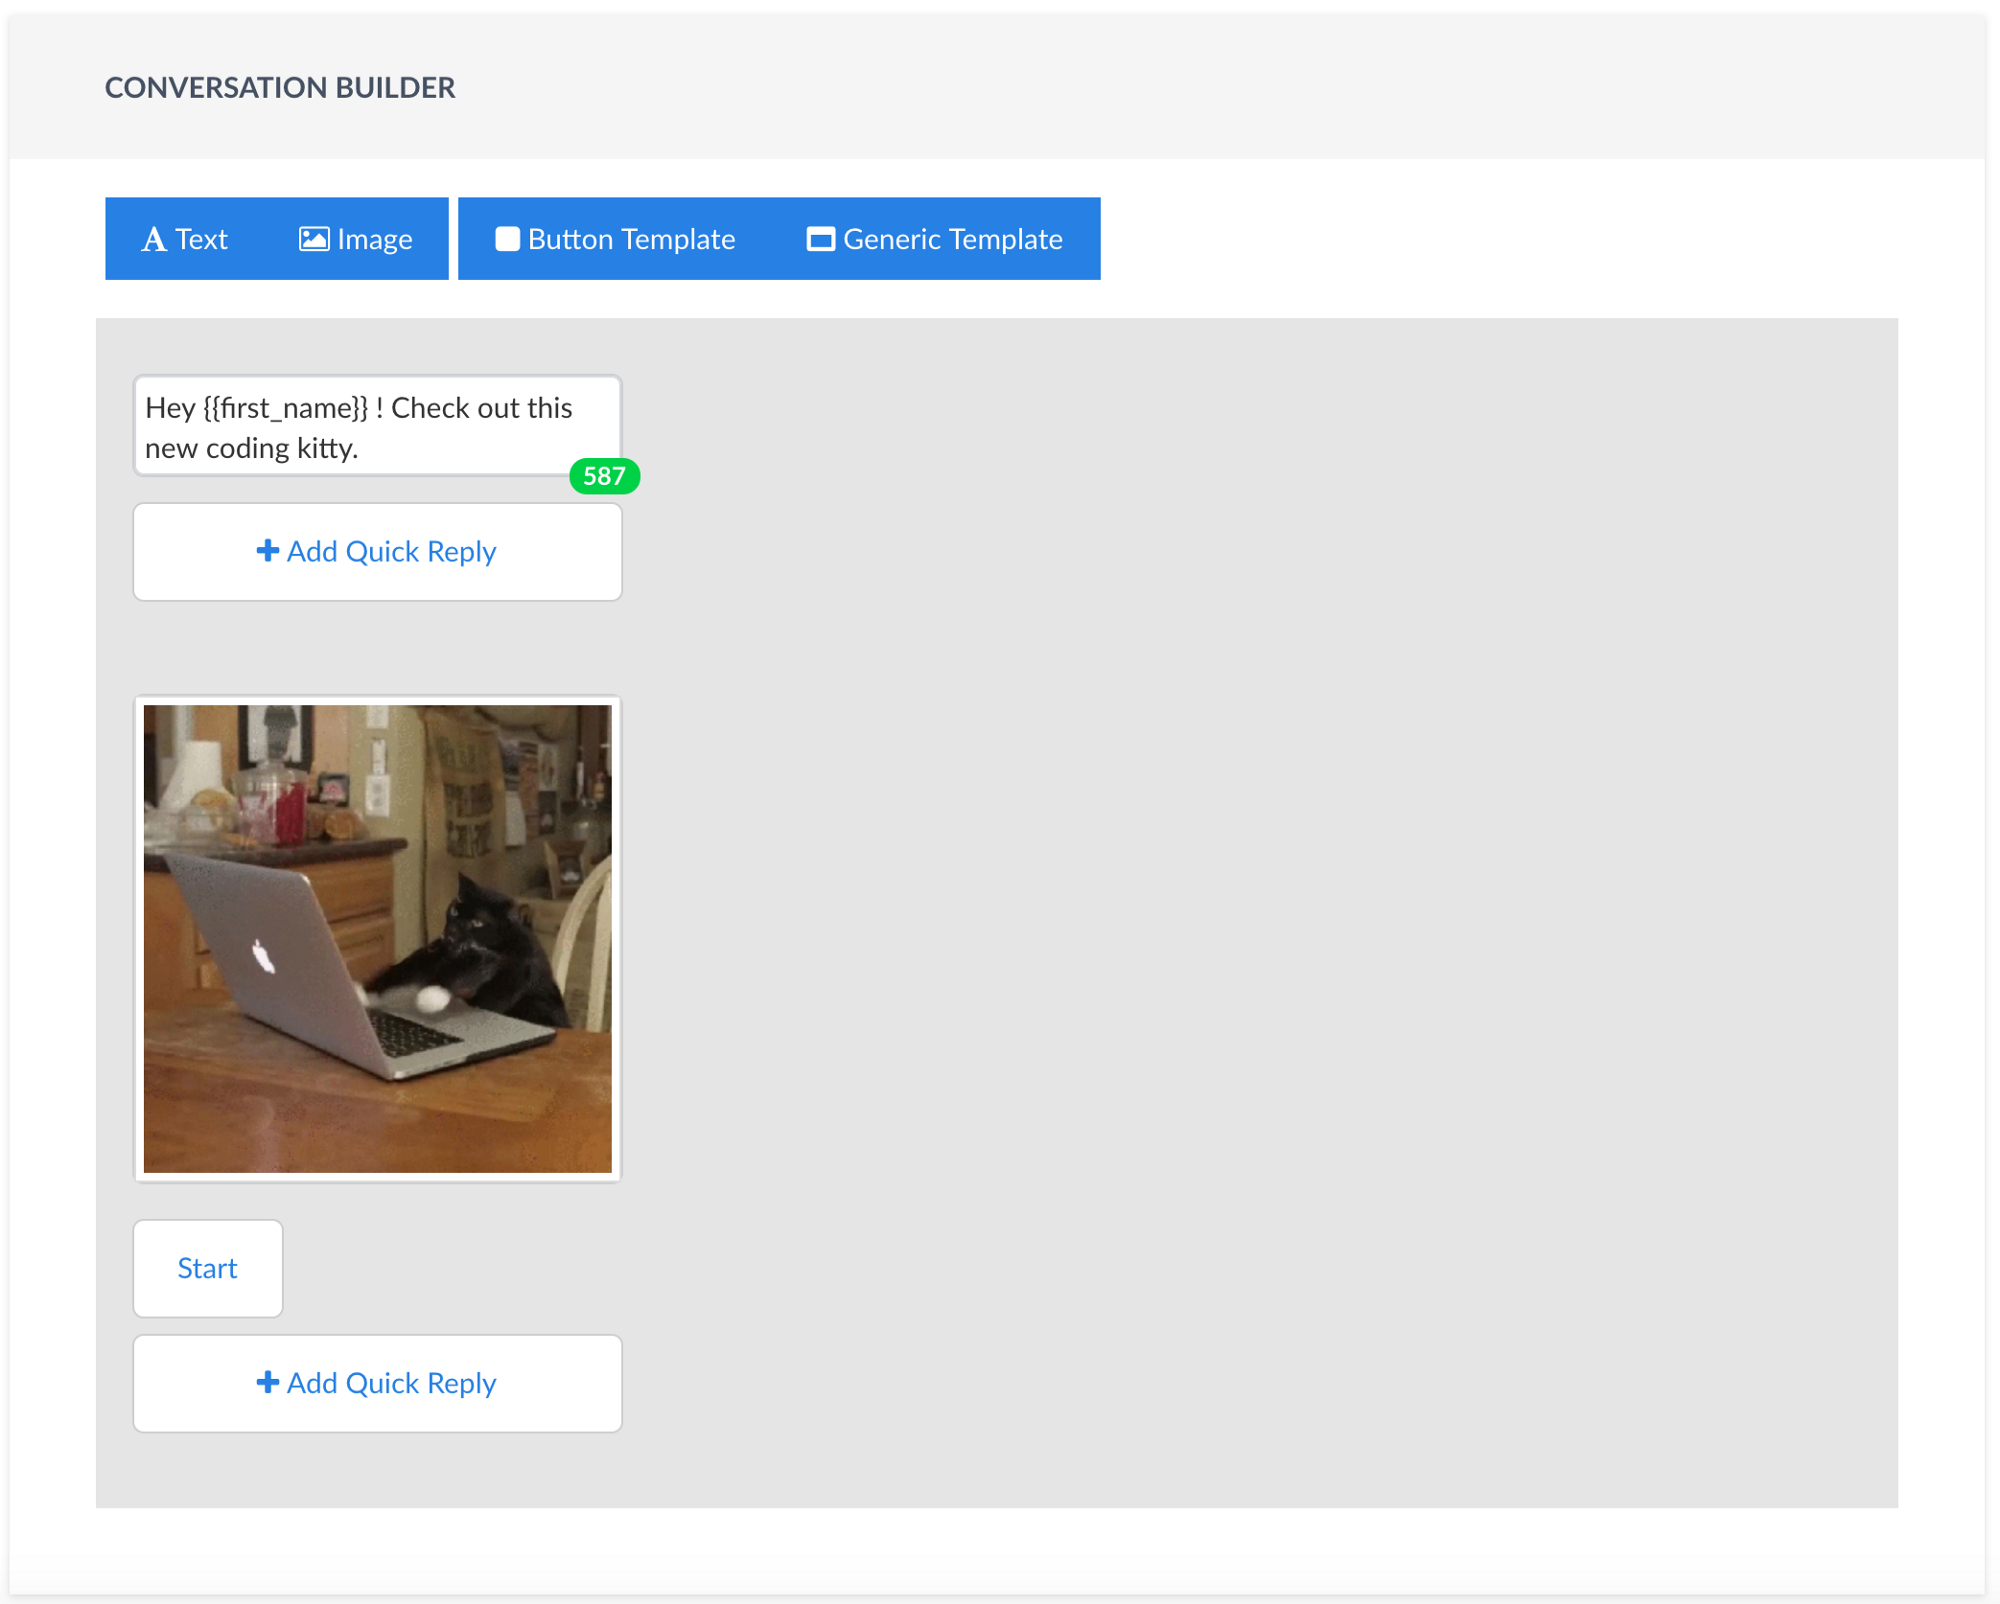 CONVERSATION BUILDER
Text Image Button Template Generic Template
Hey {{first_name}} ! Check out this
new coding kitty.
587
Add Quick Reply
Start
Add Quick Reply